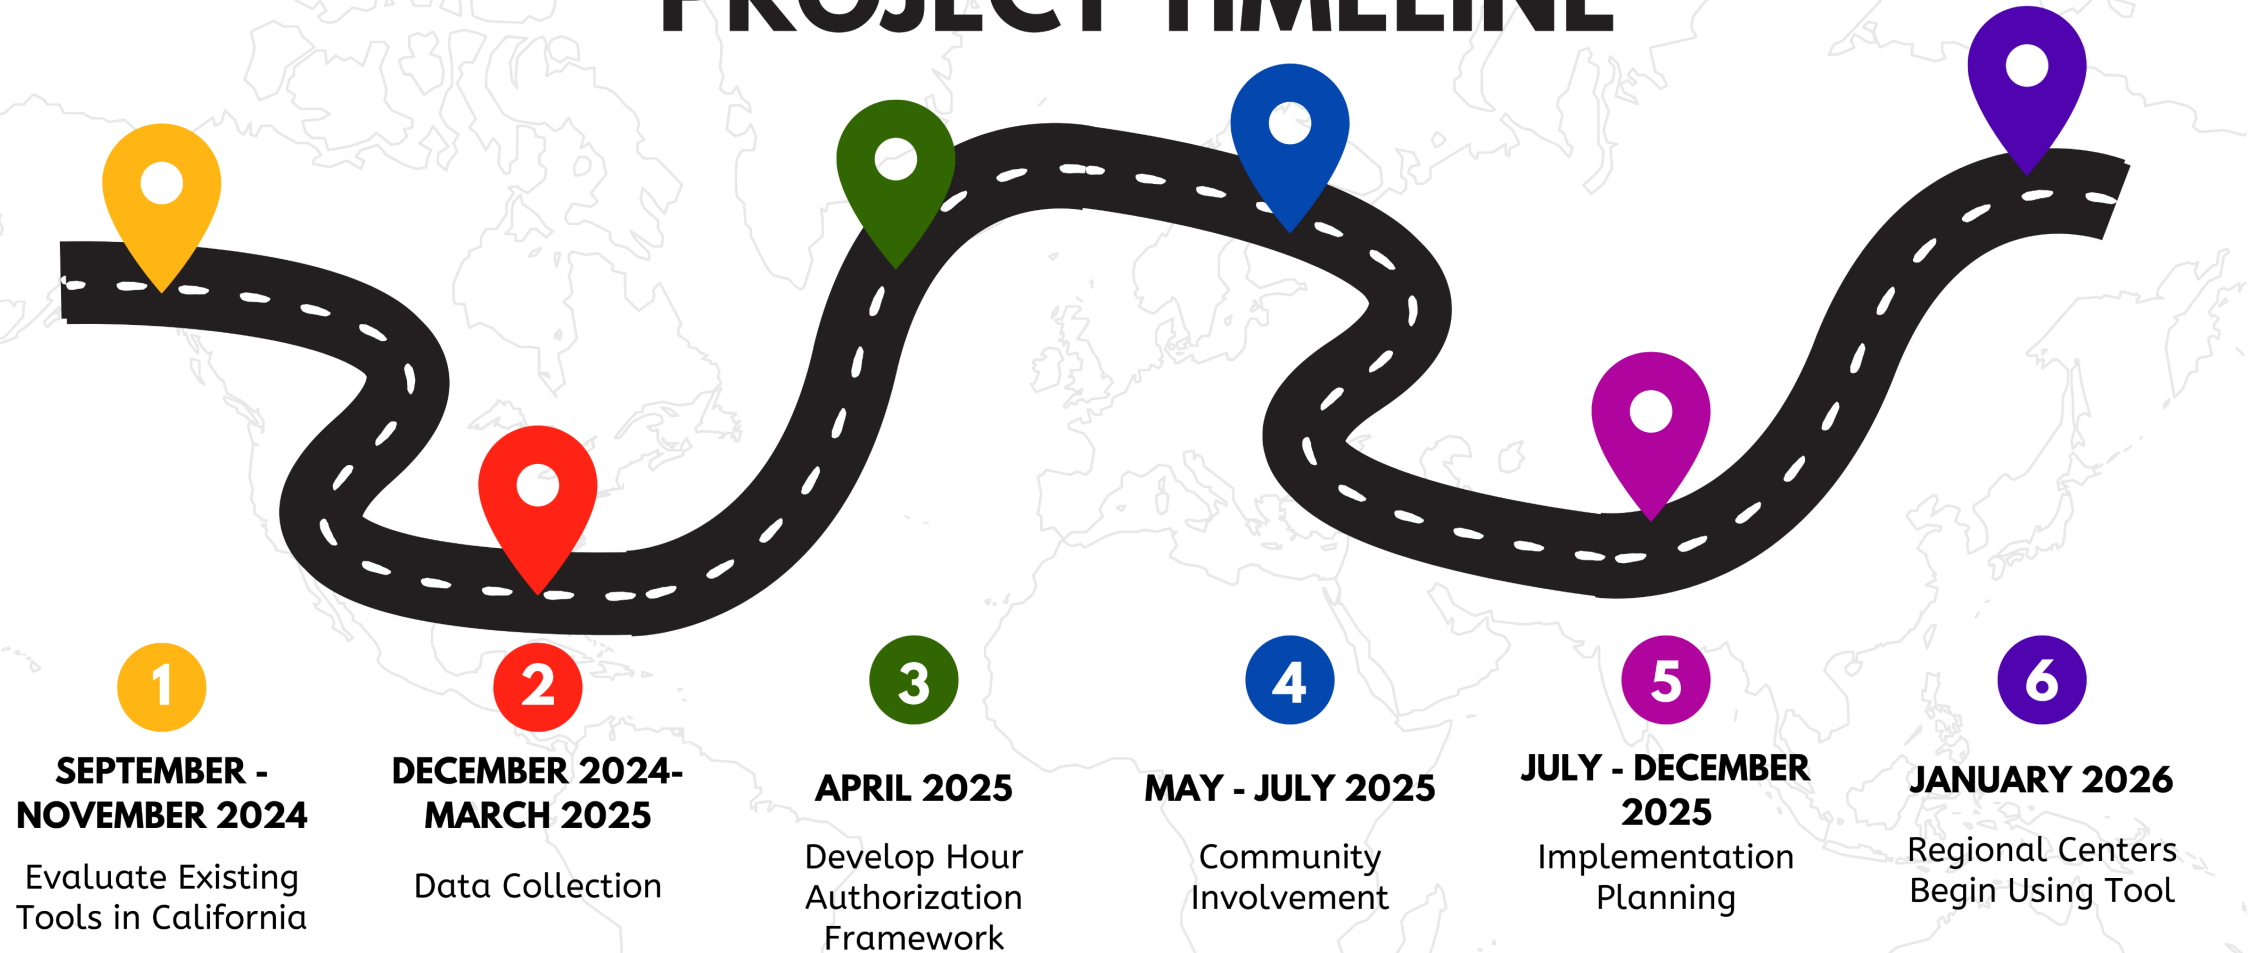 PROJECT TIMELINE
1
SEPTEMBER -
NOVEMBER 2024
Evaluate Existing
Tools in California
2
DECEMBER 2024-
MARCH 2025
Data Collection
3
APRIL 2025
Develop Hour
Authorization
Framework
4
MAY - JULY 2025
Community
Involvement
5
JULY - DECEMBER
2025
Implementation
Planning
6
JANUARY 2026
Regional Centers
Begin Using Tool